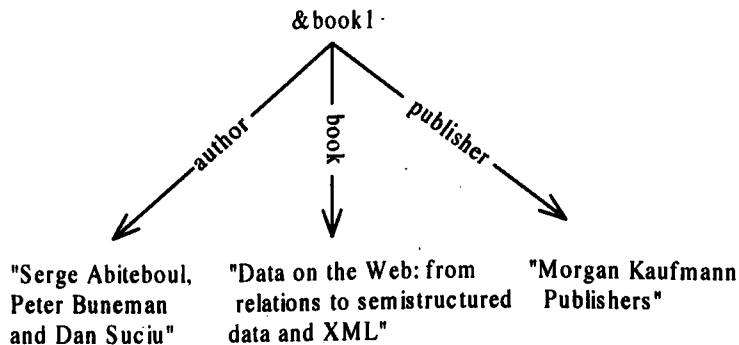 &book1
author
book
publisher
"Serge Abiteboul,
Peter Buneman
and Dan Suciu"
"Data on the Web: from
relations to semistructured
data and XML"
"Morgan Kaufmann
Publishers"